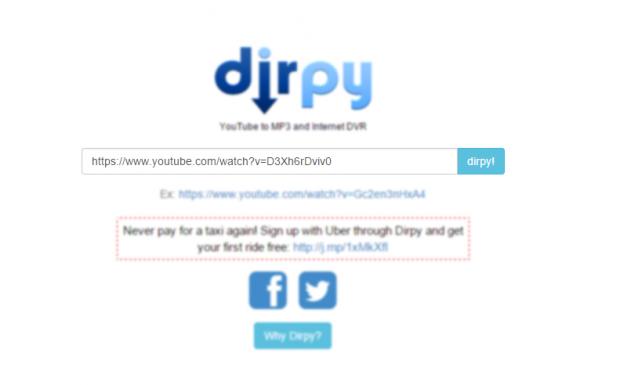 dirpy
YouTube to MP3 and Internet DVR
https://www.youtube.com/watch?v=D3Xh6rDviv0
dirpy!
Ex: https://www.youtube.com/watch?v=Gc2en3nHxA4
Never pay for a taxi again! Sign up with Uber through Dirpy and get
your first ride free: http://j.mp/1xMkXfl
Why Dirpy?